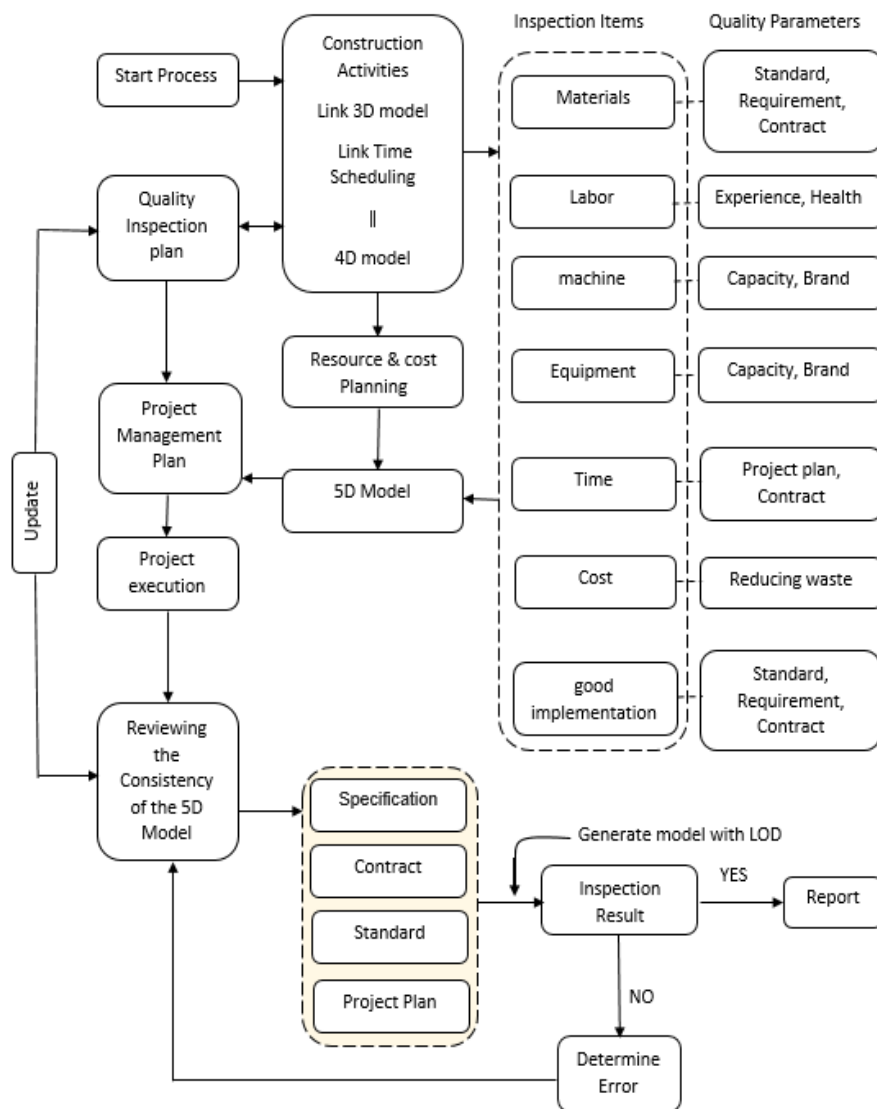 Inspection Items
Quality Parameters
Start Process
Construction
Activities
Link 3D model
Link Time
Scheduling
||
4D model
Materials
Standard,
Requirement,
Contract
Quality
Inspection
plan
Labor
Experience, Health
machine
Capacity, Brand
Resource & cost
Planning
Equipment
Capacity, Brand
Project
Management
Plan
5D Model
Time
Project plan,
Contract
Update
Project
execution
Cost
Reducing waste
good
implementation
Standard,
Requirement,
Contract
Reviewing
the
Consistency
of the 5D
Model
Specification
Contract
Standard
Project Plan
Generate model with LOD
Inspection
Result
YES
Report
NO
Determine
Error